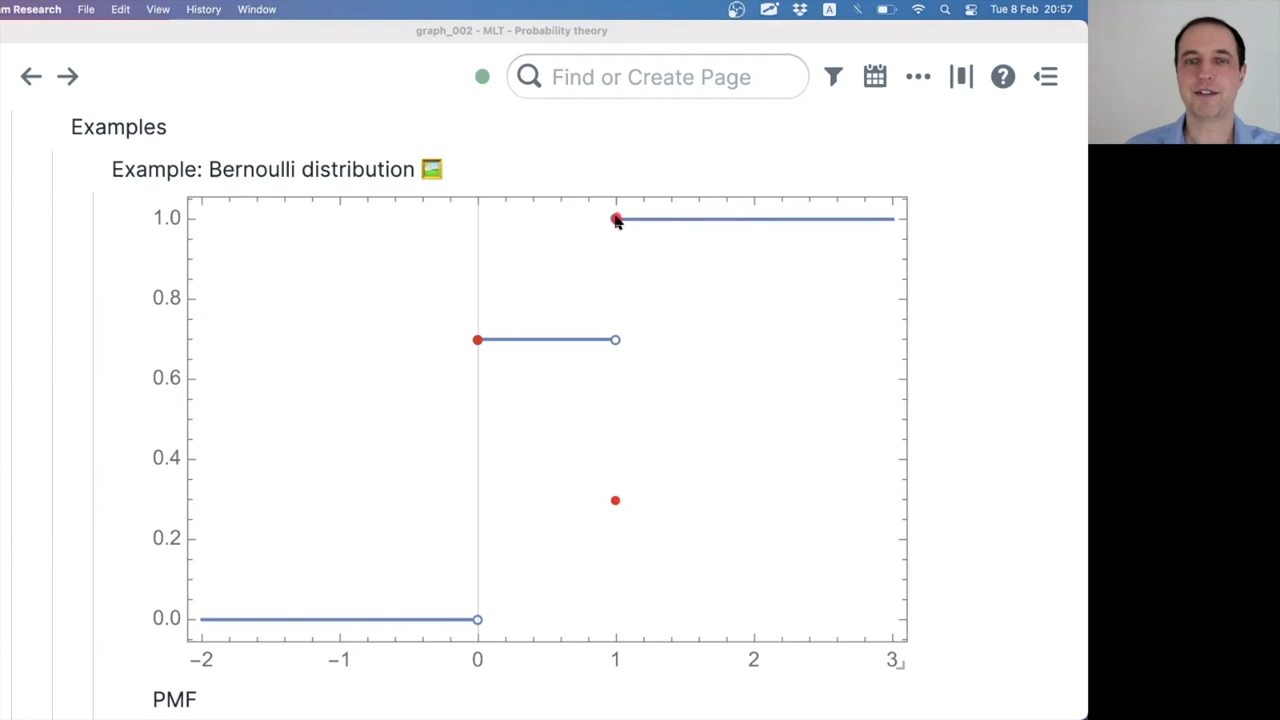 am Research File Edit View History Window A Tue 8 Feb 20:57
graph_002 - MLT - Probability theory
Find or Create Page
Examples
Example: Bernoulli distribution
1.0
0.8
0.6
0.4
0.2
0.0
−2 −1 0 1 2 3
PMF